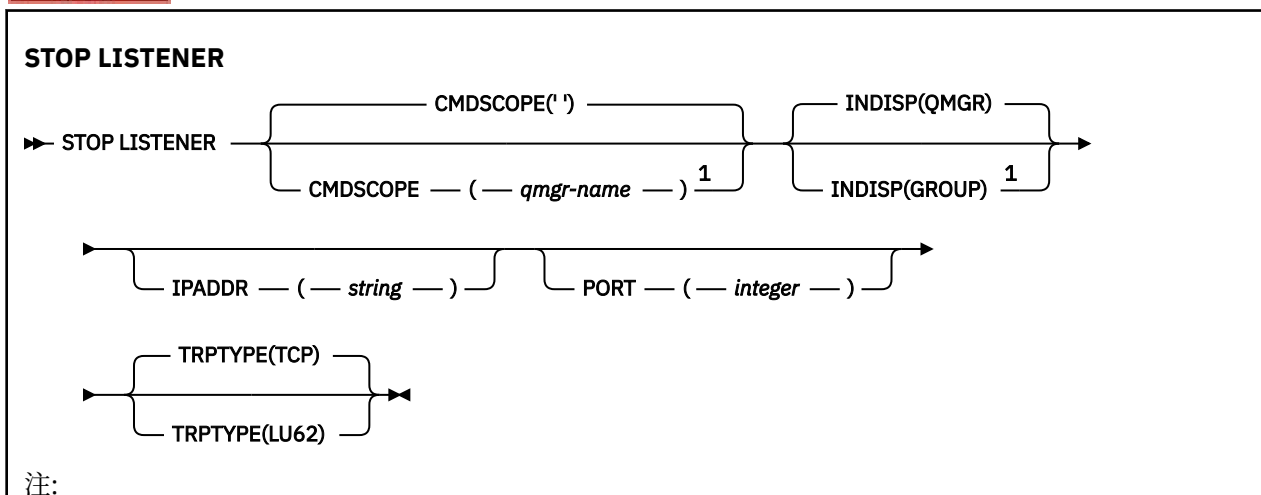 STOP LISTENER
CMDSCOPE(' ')
INDISP(QMGR)
STOP LISTENER
CMDSCOPE ( qmgr-name ) 1
INDISP(GROUP) 1
IPADDR ( string )
PORT ( integer )
TRPTYPE(TCP)
TRPTYPE(LU62)
注: